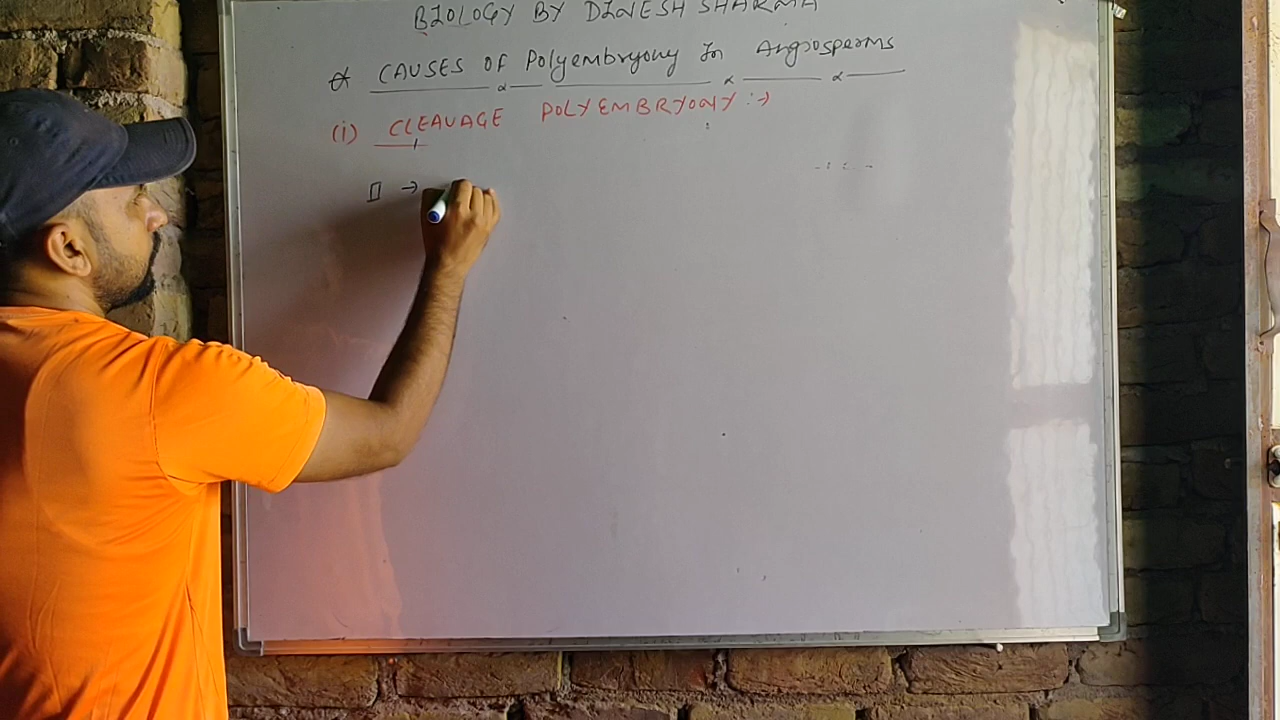 BIOLOGY BY DINESH SHARMA
CAUSES OF Polyembryony In Angiosperms
(i) CLEAVAGE POLYEMBRYONY :→
→